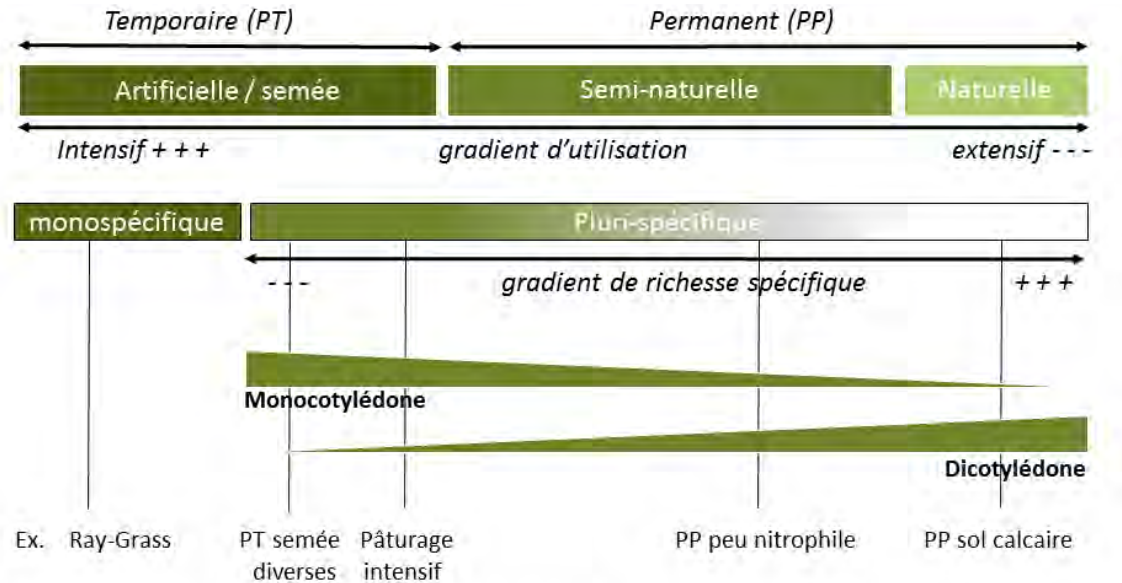 Temporaire (PT) Permanent (PP)
Artificielle / semée Semi-naturelle Naturelle
Intensif + + + gradient d'utilisation extensif - - -
monospécifique Pluri-spécifique
- - - gradient de richesse spécifique + + +
Monocotylédone
Dicotylédone
Ex. Ray-Grass PT semée Pâturage PP peu nitrophile PP sol calcaire
diverses intensif